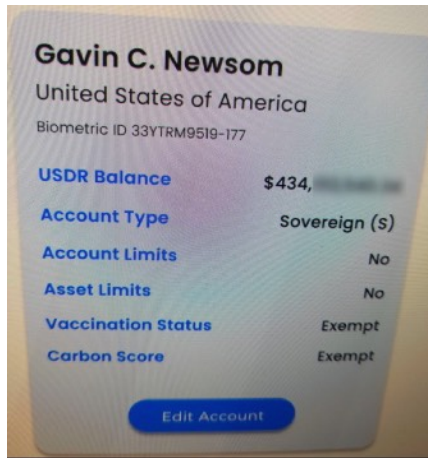 Gavin C. Newsom
United States of America
Biometric ID 33YTRM9519-177
USDR Balance $434,
Account Type Sovereign (S)
Account Limits No
Asset Limits No
Vaccination Status Exempt
Carbon Score Exempt
Edit Account